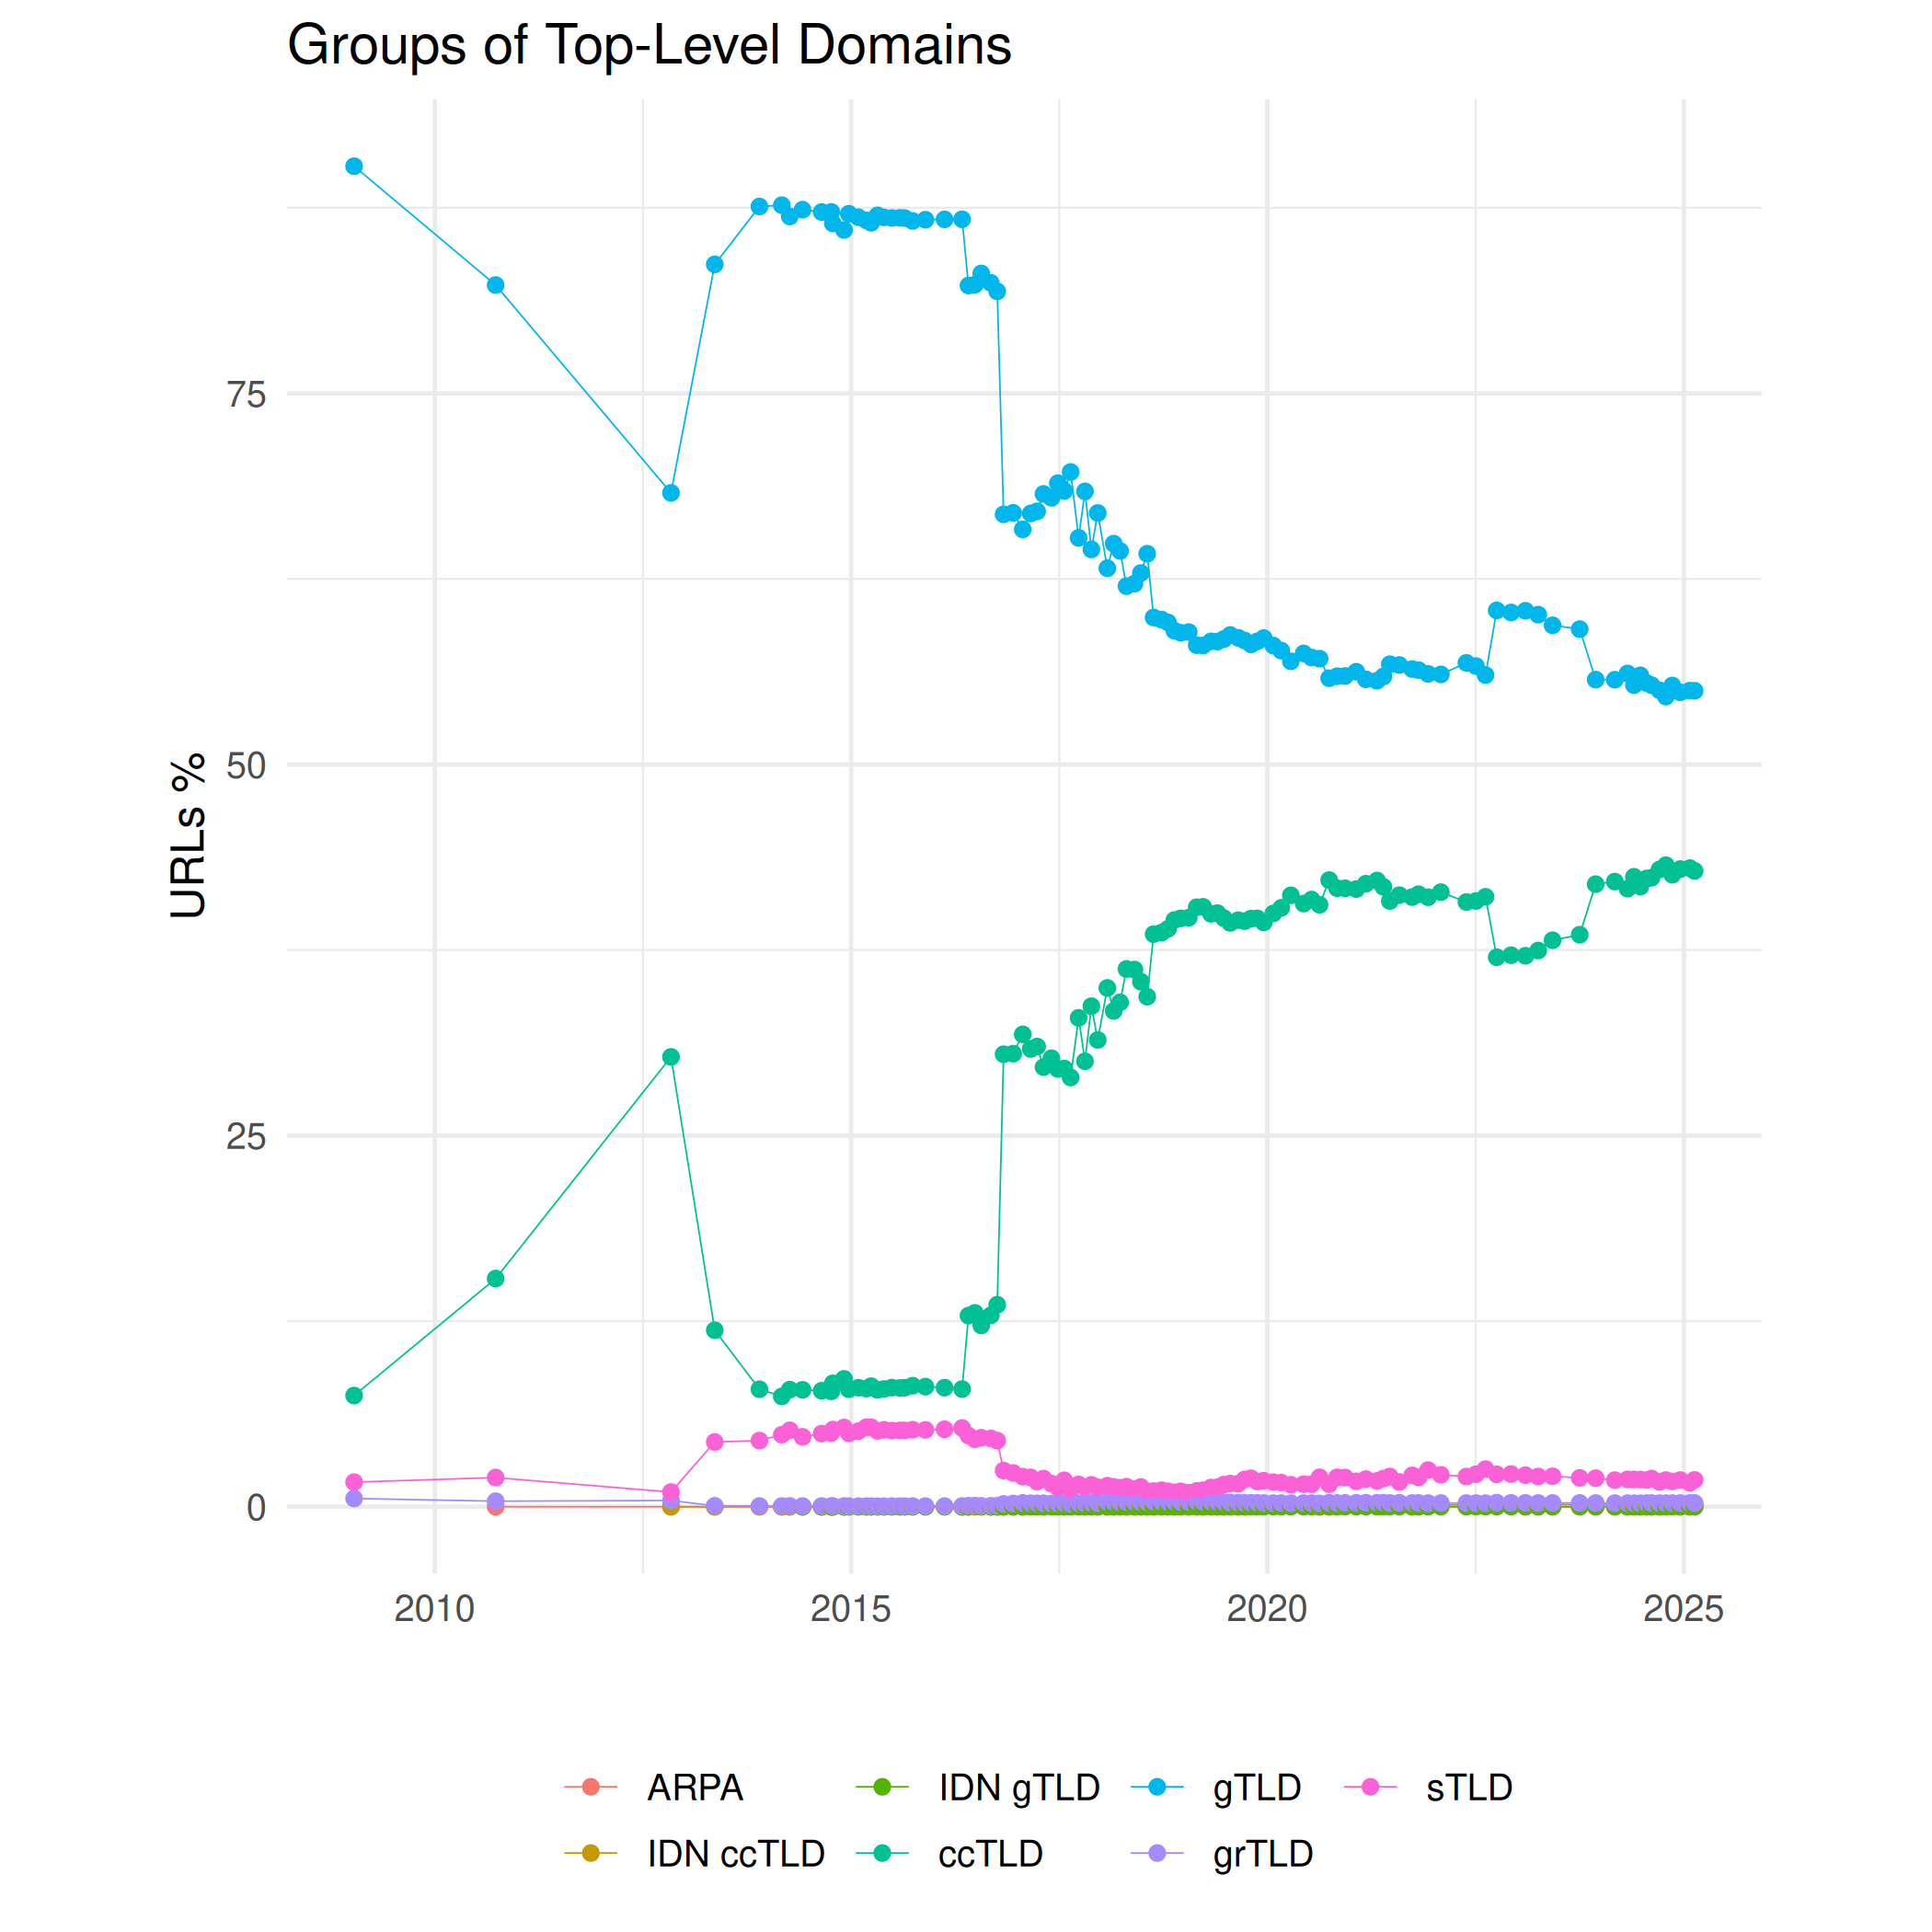 Groups of Top-Level Domains
URLs %
75
50
25
0
2010 2015 2020 2025
ARPA IDN gTLD gTLD sTLD
IDN ccTLD ccTLD grTLD